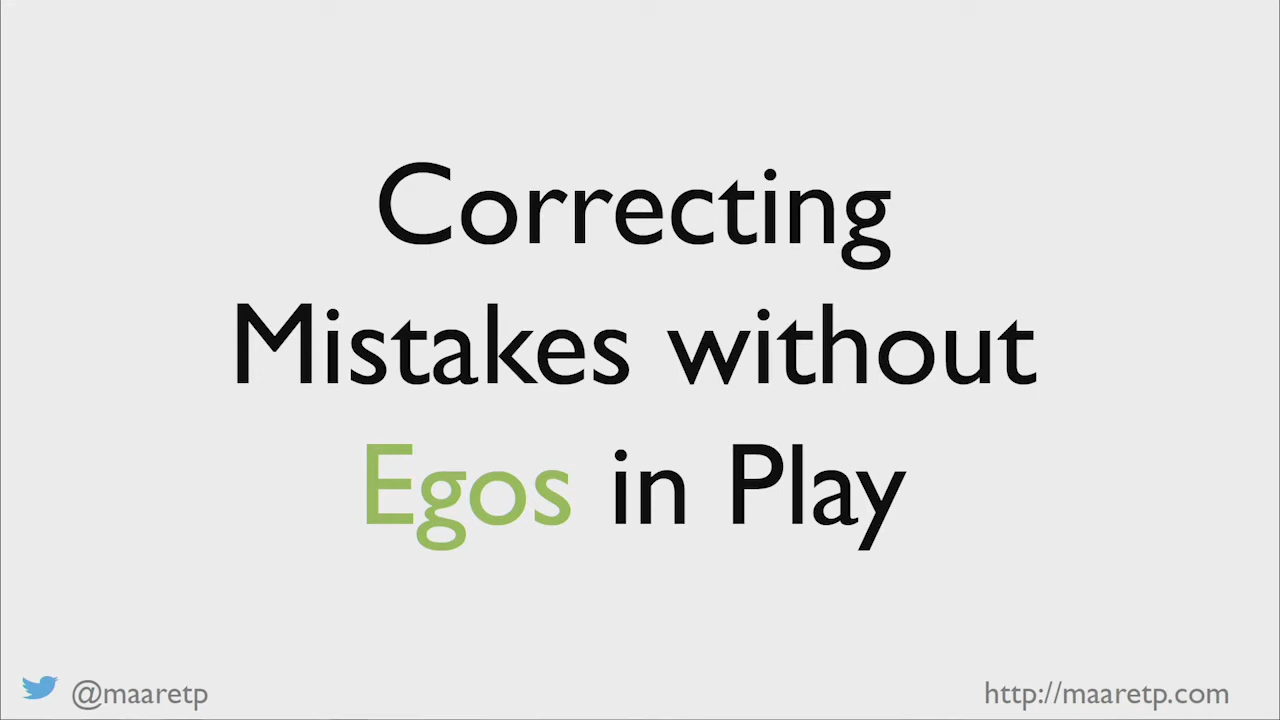 Correcting
Mistakes without
Egos in Play
@maaretp
http://maaretp.com